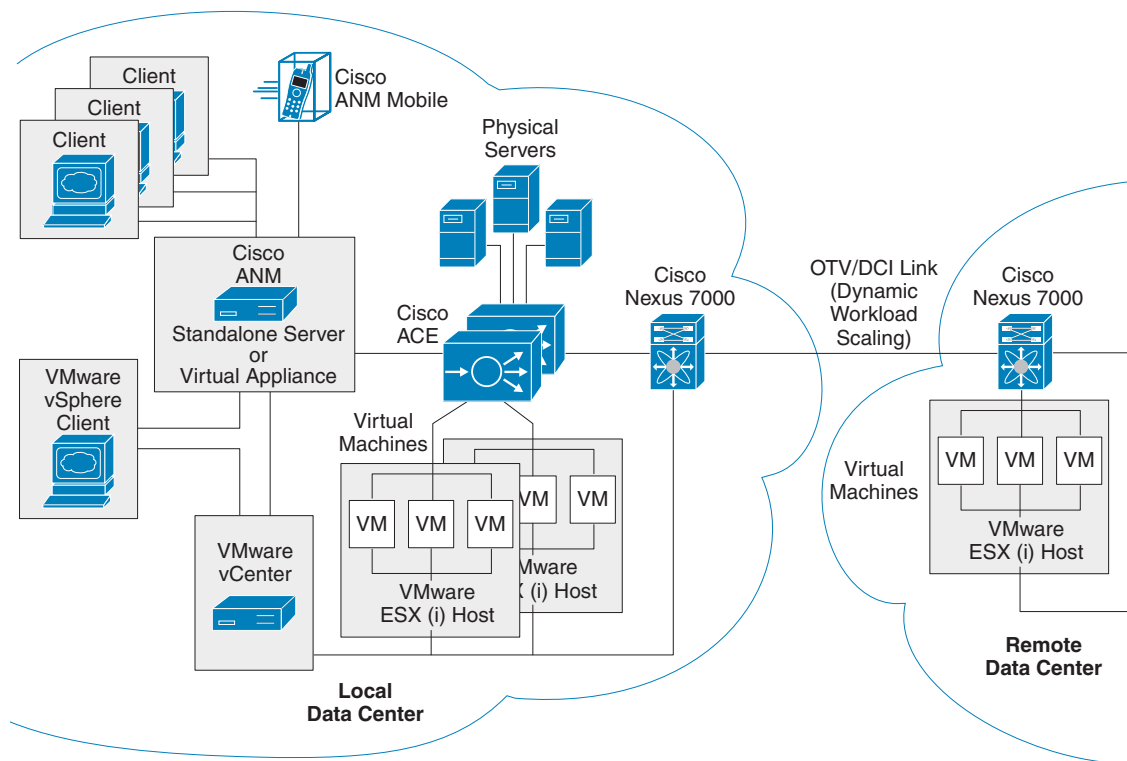 Client
Client
Client
Cisco
ANM Mobile
Physical
Servers
Cisco
ANM
Standalone Server
or
Virtual Appliance
Cisco
ACE
Cisco
Nexus 7000
OTV/DCI Link
(Dynamic
Workload
Scaling)
Cisco
Nexus 7000
VMware
vSphere
Client
Virtual
Machines
VM
VM
VM
VM
VM
VMware
ESX (i) Host
Mware
(i) Host
VMware
vCenter
Local
Data Center
Virtual
Machines
VM
VM
VM
VMware
ESX (i) Host
Remote
Data Center